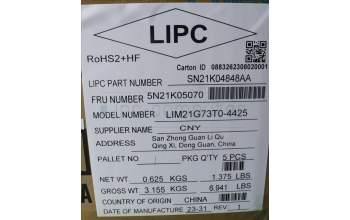 LIPC
RoHS2+HF
Carton ID 0883262306020001
LIPC PART NUMBER SN21K04848AA
FRU NUMBER 5N21K05070
MODEL NUMBER LIM21G73T0-4425
SUPPLIER NAME CNY
San Zhong Guan Li Qu
Qing Xi, Dong Guan, China
PALLET NO / PKG Q'TY 5 PCS
NET WT. 0.625 KGS 1.375 LBS
GROSS WT. 3.155 KGS 6.941 LBS
COUNTRY OF ORIGIN CHINA
DATE OF MANUFACTURE 23-31 REV 1